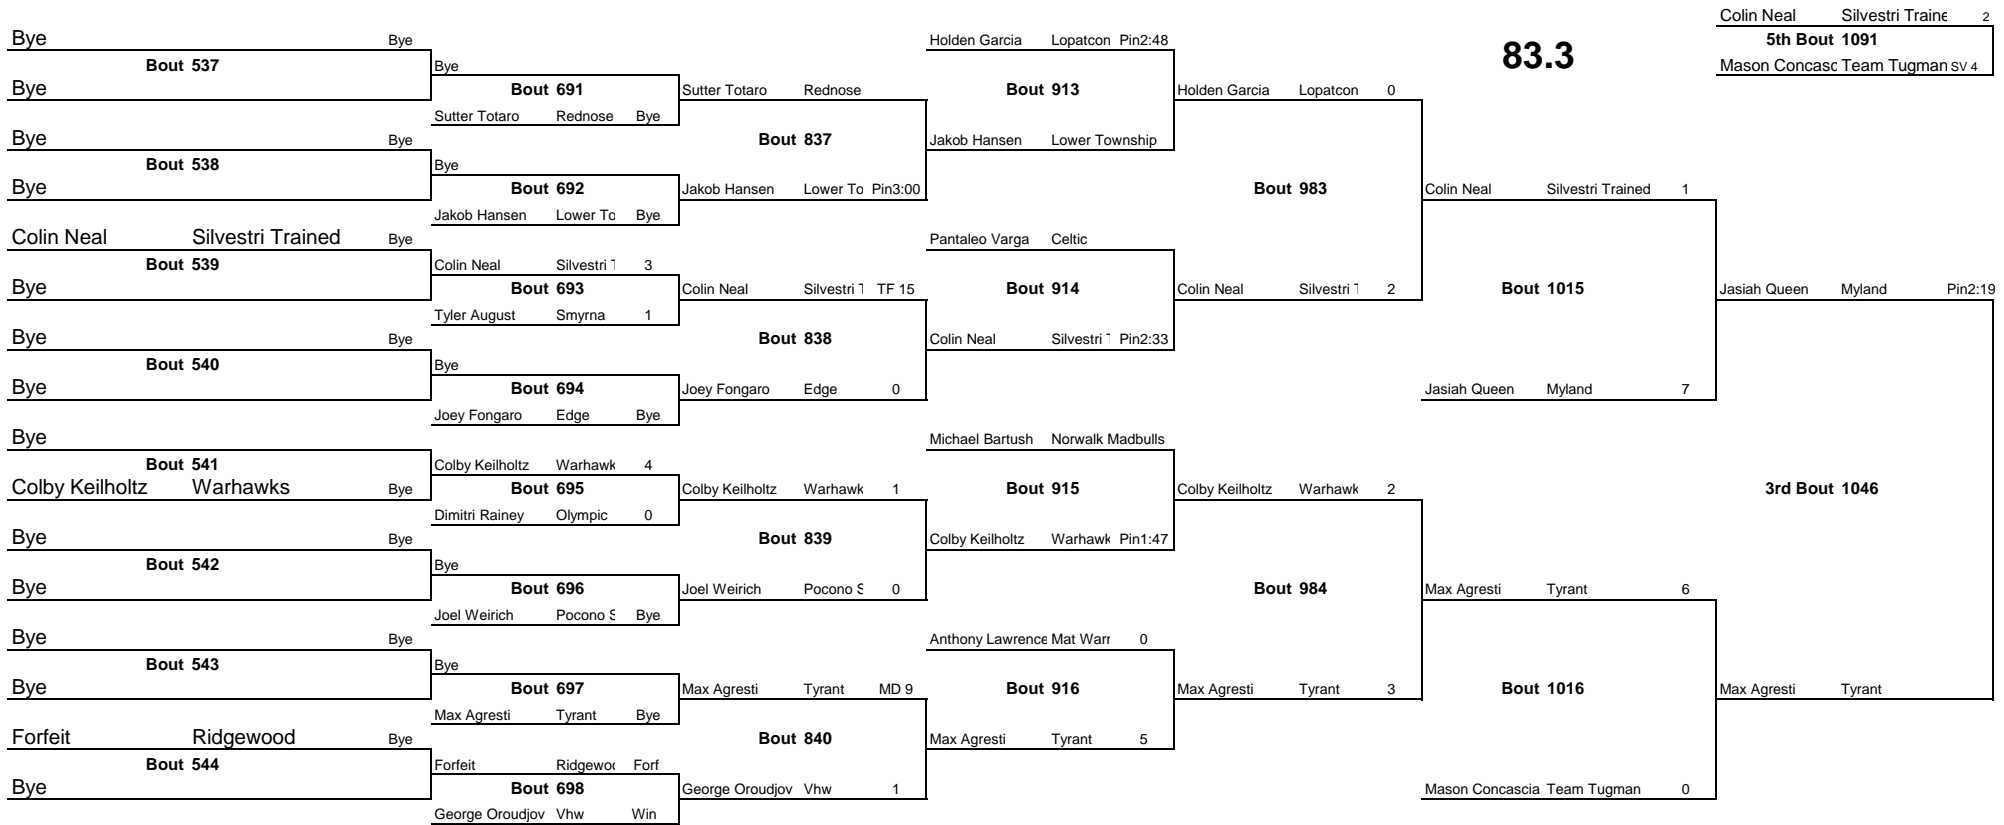 Colin Neal Silvestri Traine 2
5th Bout 1091
Mason Concasc Team Tugman SV 4
83.3
Bye Bye
Bout 537
Bye
Bye Bye
Bout 538
Bye
Colin Neal Silvestri Trained Bye
Bout 539
Bye
Bye Bye
Bout 540
Bye
Bye
Bout 541
Colby Keilholtz Warhawks Bye
Bye Bye
Bout 542
Bye
Bye Bye
Bout 543
Bye
Forfeit Ridgewood Bye
Bout 544
Bye
Bye
Bout 691
Sutter Totaro Rednose Bye
Bye
Bout 692
Jakob Hansen Lower To Bye
Colin Neal Silvestri T 3
Bout 693
Tyler August Smyrna 1
Bye
Bout 694
Joey Fongaro Edge Bye
Colby Keilholtz Warhawk 4
Bout 695
Dimitri Rainey Olympic 0
Bye
Bout 696
Joel Weirich Pocono S Bye
Bye
Bout 697
Max Agresti Tyrant Bye
Forfeit Ridgewoo Forf
Bout 698
George Oroudjov Vhw Win
Sutter Totaro Rednose
Bout 837
Jakob Hansen Lower To Pin3:00
Colin Neal Silvestri T TF 15
Bout 838
Joey Fongaro Edge 0
Colby Keilholtz Warhawk 1
Bout 839
Joel Weirich Pocono S 0
Max Agresti Tyrant MD 9
Bout 840
George Oroudjov Vhw 1
Holden Garcia Lopatcon Pin2:48
Bout 913
Jakob Hansen Lower Township
Pantaleo Varga Celtic
Bout 914
Colin Neal Silvestri T Pin2:33
Michael Bartush Norwalk Madbulls
Bout 915
Colby Keilholtz Warhawk Pin1:47
Anthony Lawrence Mat Warr 0
Bout 916
Max Agresti Tyrant 5
Holden Garcia Lopatcon 0
Bout 983
Colin Neal Silvestri T 2
Colby Keilholtz Warhawk 2
Bout 984
Max Agresti Tyrant 3
Colin Neal Silvestri Trained 1
Bout 1015
Jasiah Queen Myland 7
Max Agresti Tyrant 6
Bout 1016
Mason Concascia Team Tugman 0
Jasiah Queen Myland Pin2:19
3rd Bout 1046
Max Agresti Tyrant